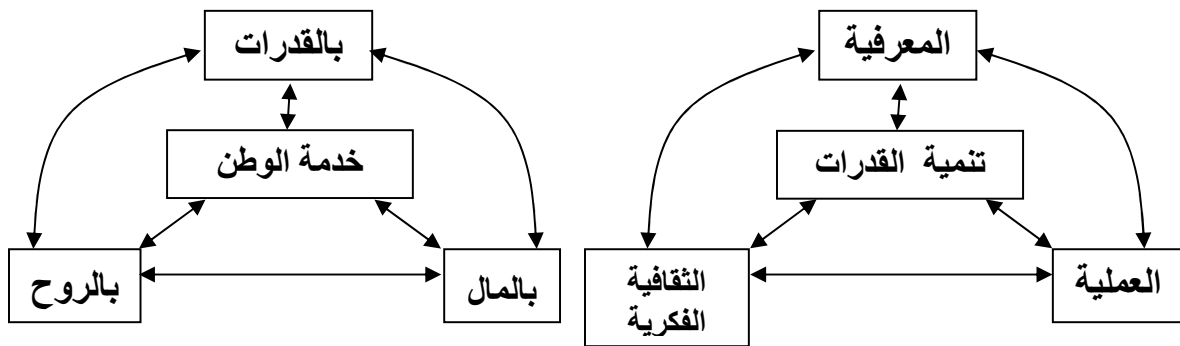 المعرفية
تنمية القدرات
العملية
الثقافية
الفكرية
بالقدرات
خدمة الوطن
بالمال
بالروح